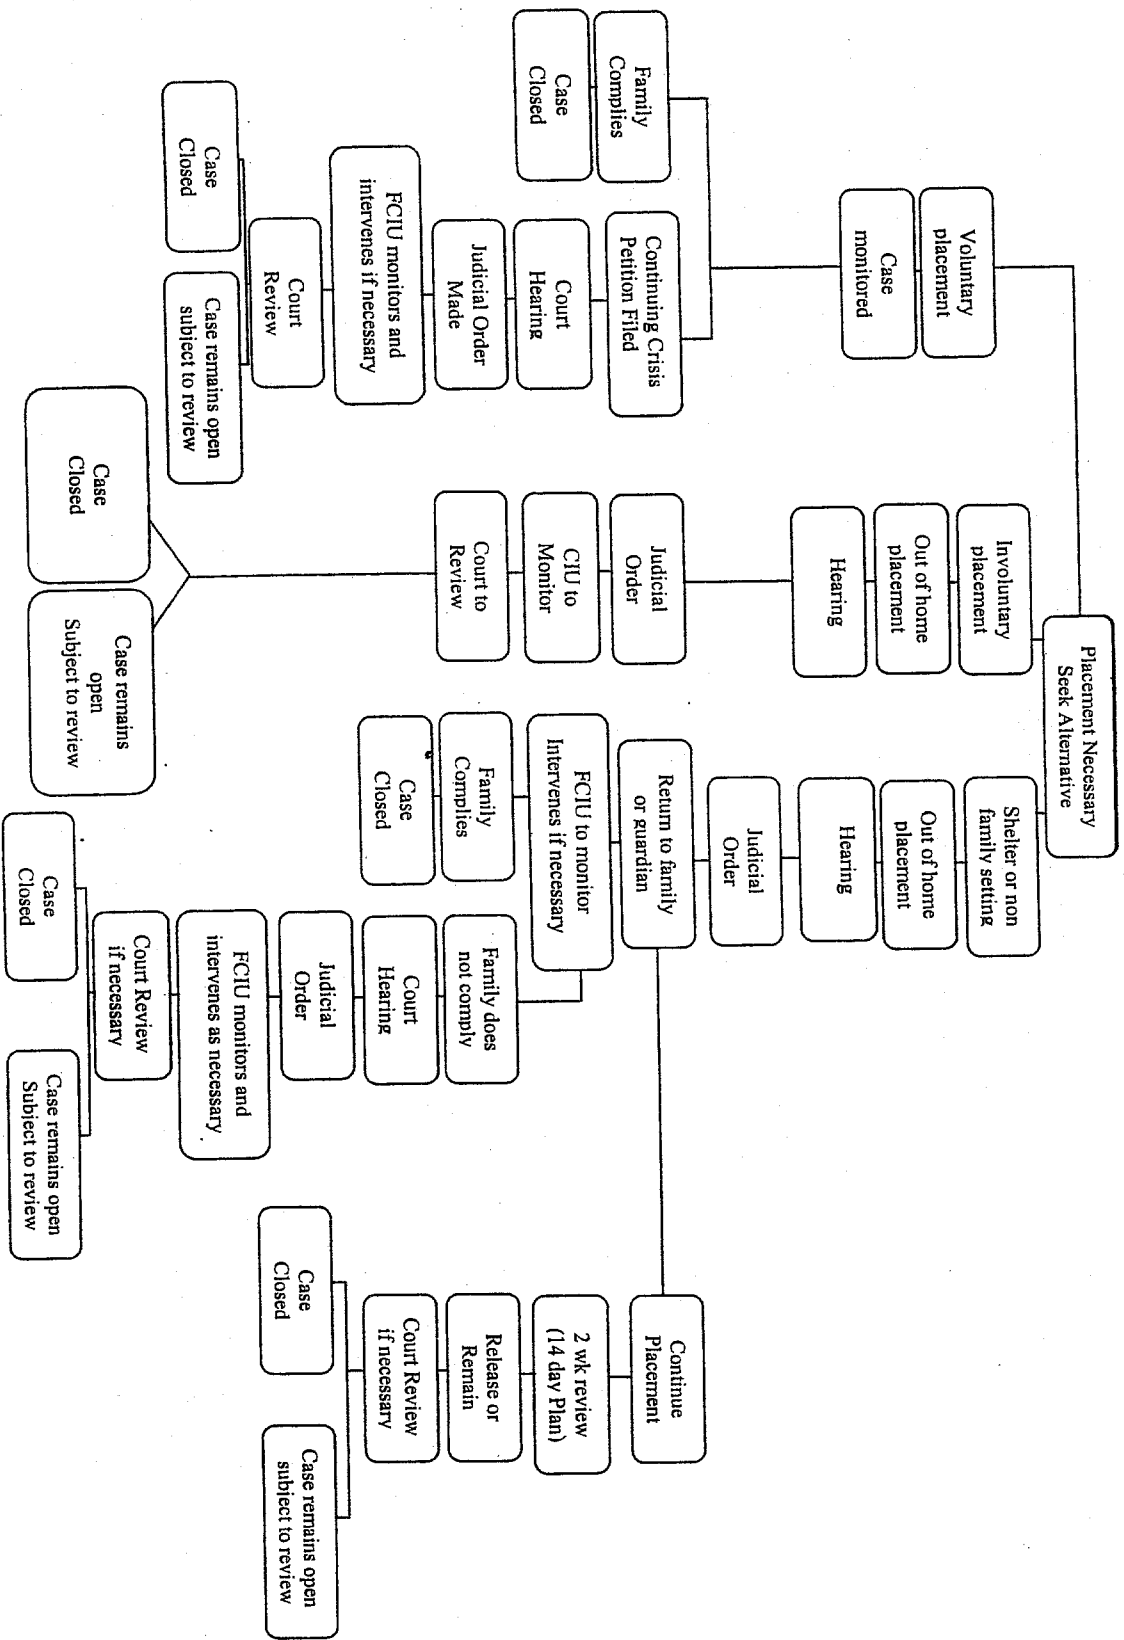 Placement Necessary
Seek Alternative
Voluntary
placement
Case
monitored
Family
Complies
Case
Closed
Continuing Crisis
Petition Filed
Court
Hearing
Judicial Order
Made
FCIU monitors and
intervenes if necessary
Court
Review
Case
Closed
Case remains open
subject to review
Involuntary
placement
Out of home
placement
Hearing
Judicial
Order
CIU to
Monitor
Court to
Review
Case
Closed
Case remains
open
Subject to review
Shelter or non
family setting
Out of home
placement
Hearing
Judicial
Order
Return to family
or guardian
FCIU to monitor
Intervenes if necessary
Family
Complies
Case
Closed
Family does
not comply
Court
Hearing
Judicial
Order
FCIU monitors and
intervenes as necessary
Court Review
if necessary
Case
Closed
Case remains open
Subject to review
Continue
Placement
2 wk review
(14 day Plan)
Release or
Remain
Court Review
if necessary
Case
Closed
Case remains open
subject to review